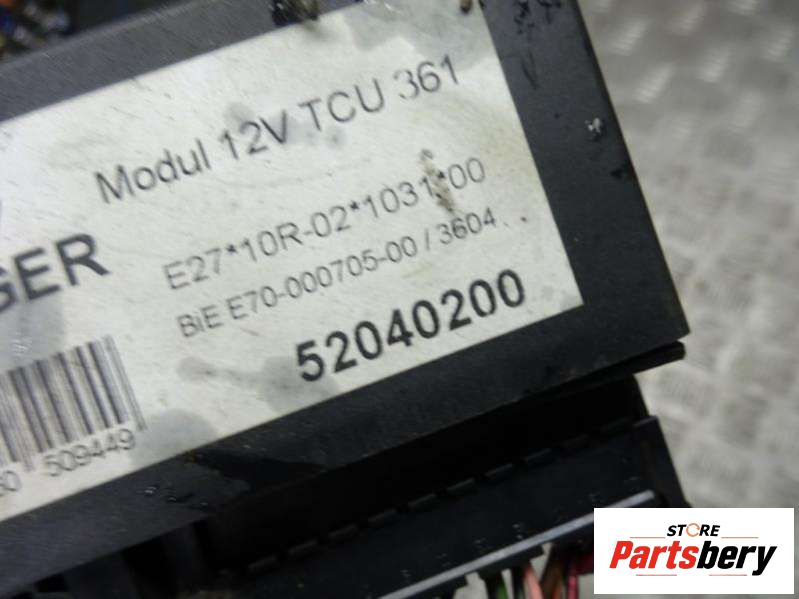 Modul 12V TCU 361
GER
E27*10R-02*1031*00
BiE E70-000705-00 / 3604..
52040200
509449
STORE
Partsbery